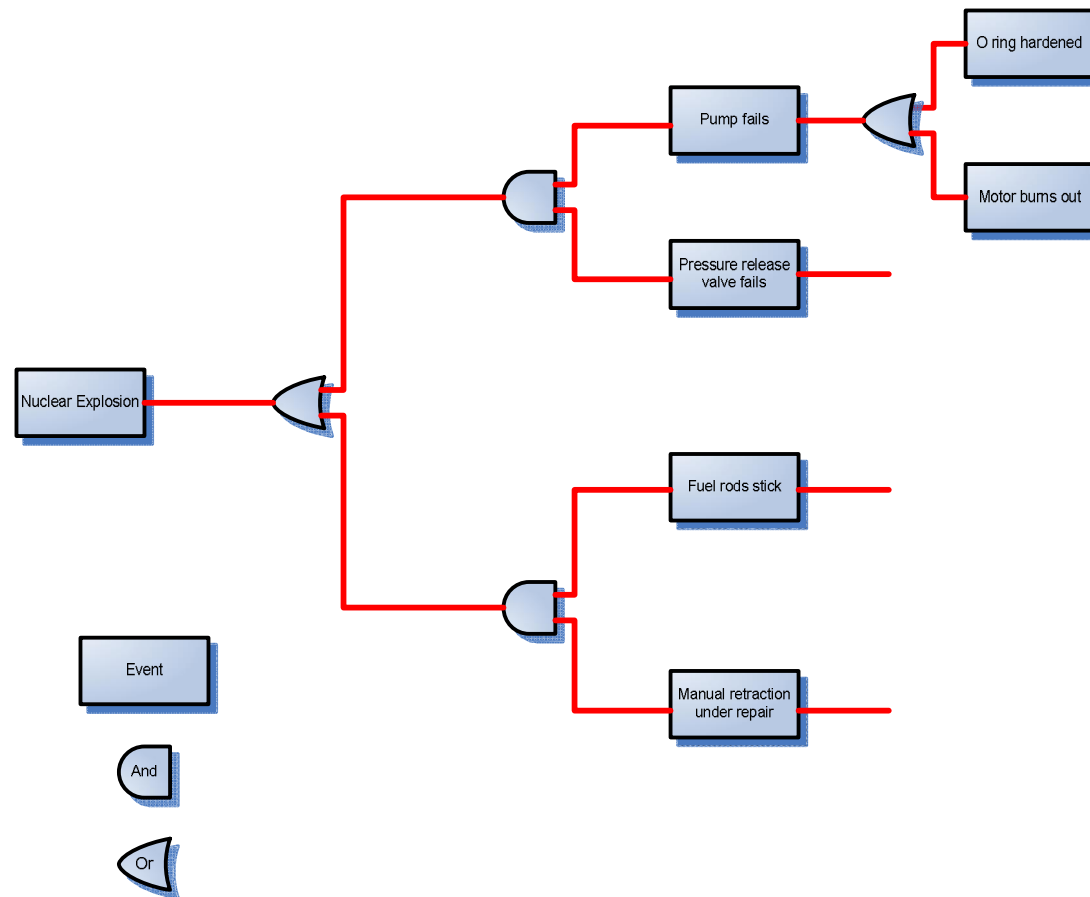 O ring hardened
Pump fails
Motor burns out
Pressure release
valve fails
Nuclear Explosion
Fuel rods stick
Manual retraction
under repair
Event
And
Or